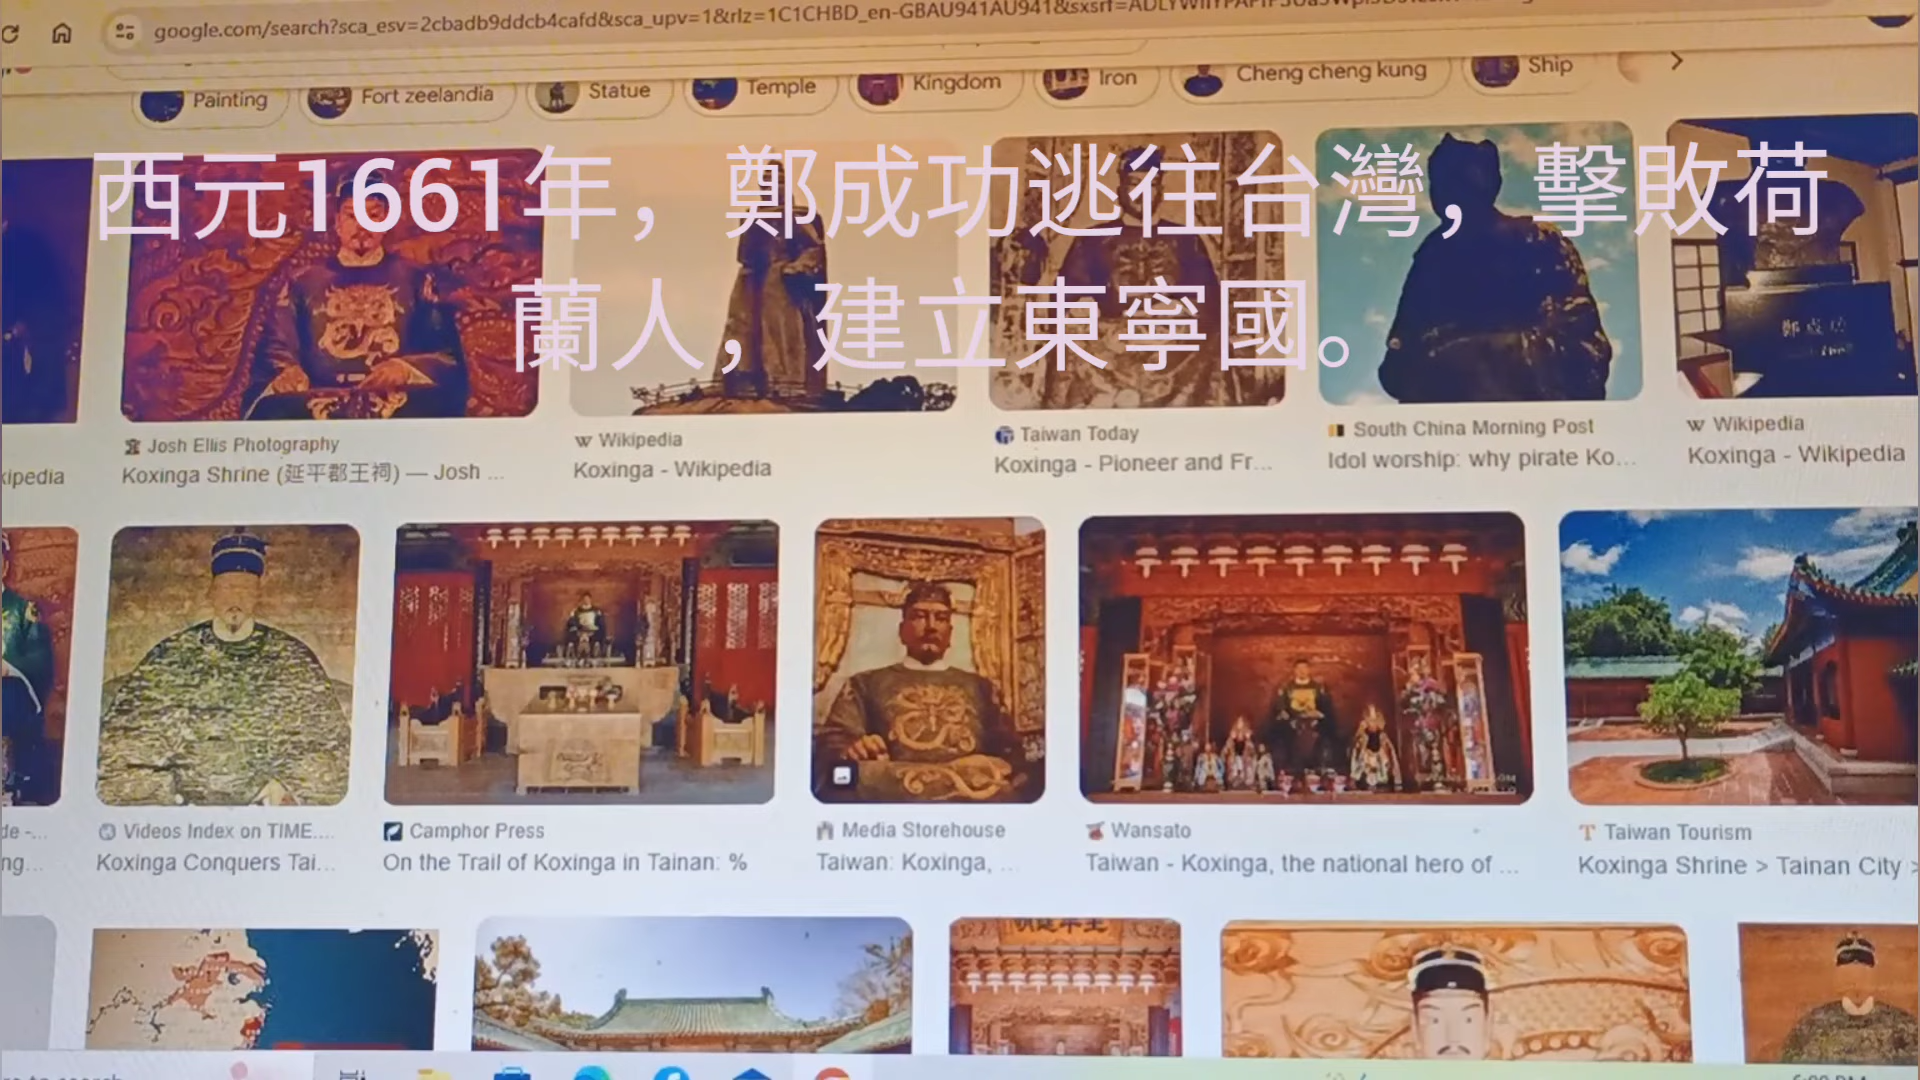 google.com/search?sca_esv=2cbadb9ddcb4cafd&sca_upv=1&rlz=1C1CHBD_en-GBAU941AU941&sxsrf=
Painting
Fort zeelandia
Statue
Temple
Kingdom
Iron
Cheng cheng kung
Ship
西元1661年，鄭成功逃往台灣，擊敗荷
蘭人，建立東寧國。
Josh Ellis Photography
Koxinga Shrine (延平郡王祠) — Josh ...
W Wikipedia
Koxinga - Wikipedia
Taiwan Today
Koxinga - Pioneer and Fr...
South China Morning Post
Idol worship: why pirate Ko...
W Wikipedia
Koxinga - Wikipedia
Videos Index on TIME....
Koxinga Conquers Tai...
Camphor Press
On the Trail of Koxinga in Tainan: %
Media Storehouse
Taiwan: Koxinga, ...
Wansato
Taiwan - Koxinga, the national hero of ...
T Taiwan Tourism
Koxinga Shrine > Tainan City >